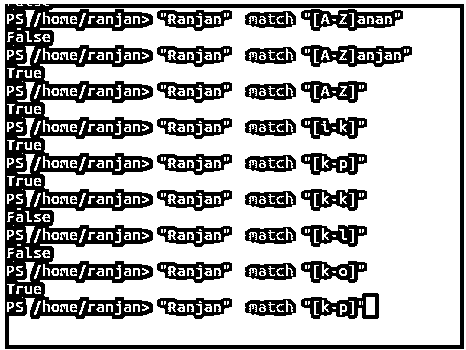 False
PS /home/ranjan> "Ranjan" match "[A-Z]anan"
False
PS /home/ranjan> "Ranjan" match "[A-Z]anjan"
True
PS /home/ranjan> "Ranjan" match "[A-Z]"
True
PS /home/ranjan> "Ranjan" match "[i-k]"
True
PS /home/ranjan> "Ranjan" match "[k-p]"
True
PS /home/ranjan> "Ranjan" match "[k-k]"
False
PS /home/ranjan> "Ranjan" match "[k-l]"
False
PS /home/ranjan> "Ranjan" match "[k-o]"
True
PS /home/ranjan> "Ranjan" match "[k-p]"